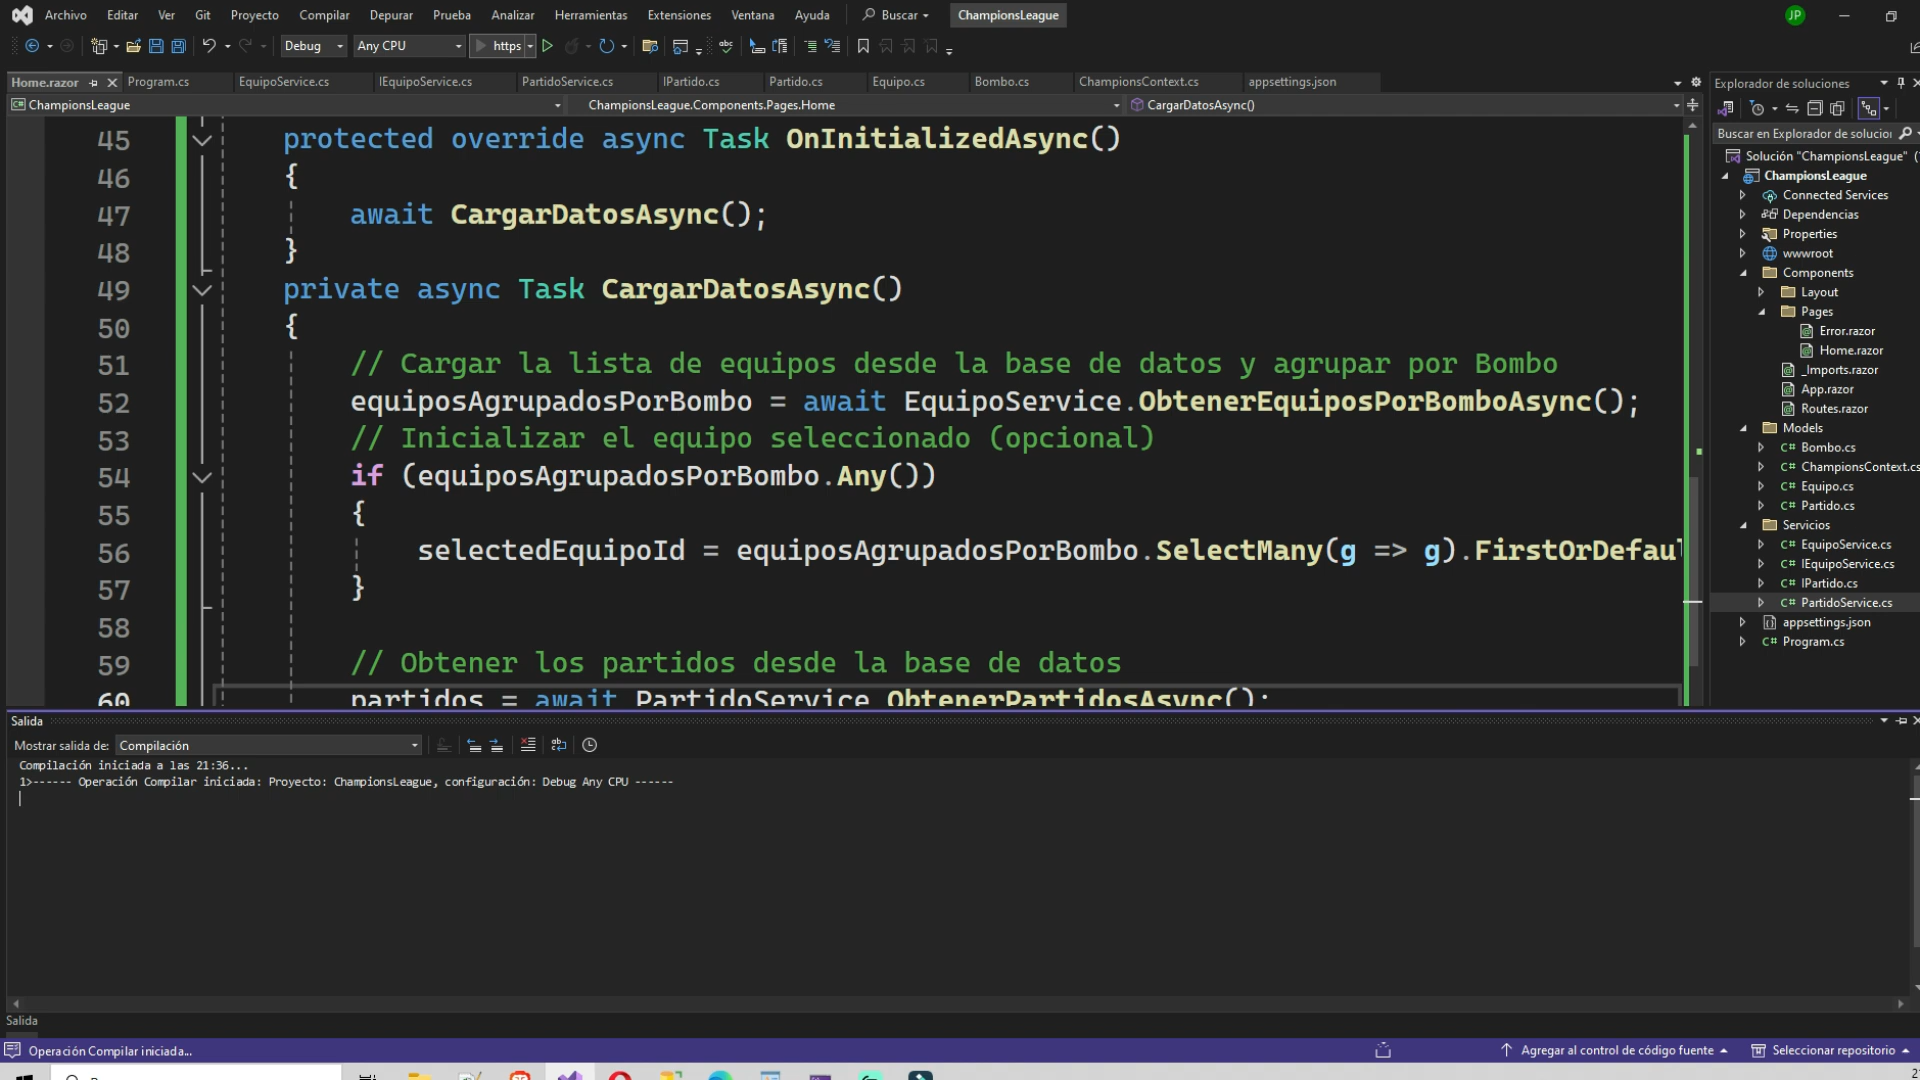 Archivo Editar Ver Git Proyecto Compilar Depurar Prueba Analizar Herramientas Extensiones Ventana Ayuda Buscar ChampionsLeague JP
Debug Any CPU https
Home.razor Program.cs EquipoService.cs IEquipoService.cs PartidoService.cs IPartido.cs Partido.cs Equipo.cs Bombo.cs ChampionsContext.cs appsettings.json
ChampionsLeague ChampionsLeague.Components.Pages.Home CargarDatosAsync()
45 protected override async Task OnInitializedAsync()
46 {
47 await CargarDatosAsync();
48 }
49 private async Task CargarDatosAsync()
50 {
51 // Cargar la lista de equipos desde la base de datos y agrupar por Bombo
52 equiposAgrupadosPorBombo = await EquipoService.ObtenerEquiposPorBomboAsync();
53 // Inicializar el equipo seleccionado (opcional)
54 if (equiposAgrupadosPorBombo.Any())
55 {
56 selectedEquipoId = equiposAgrupadosPorBombo.SelectMany(g => g).FirstOrDefaul
57 }
58
59 // Obtener los partidos desde la base de datos
60 partidos = await PartidoService.ObtenerPartidosAsync();
Explorador de soluciones
Buscar en Explorador de solucio
Solución "ChampionsLeague" (
ChampionsLeague
Connected Services
Dependencias
Properties
wwwroot
Components
Layout
Pages
Error.razor
Home.razor
_Imports.razor
App.razor
Routes.razor
Models
C# Bombo.cs
C# ChampionsContext.cs
C# Equipo.cs
C# Partido.cs
Servicios
C# EquipoService.cs
C# IEquipoService.cs
C# IPartido.cs
C# PartidoService.cs
appsettings.json
C# Program.cs
Salida
Mostrar salida de: Compilación
Compilación iniciada a las 21:36...
1>------ Operación Compilar iniciada: Proyecto: ChampionsLeague, configuración: Debug Any CPU ------
Salida
Operación Compilar iniciada... Agregar al control de código fuente Seleccionar repositorio